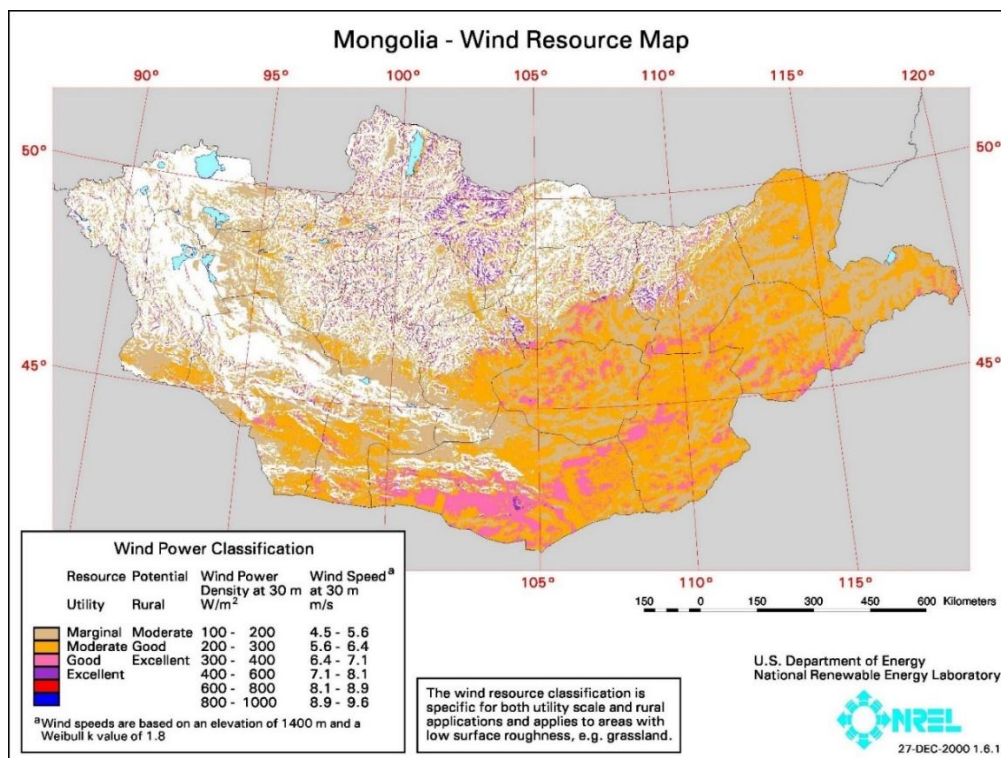 Mongolia - Wind Resource Map
90° 95° 100° 105° 110° 115° 120°
50° 50°
45° 45°
105° 110° 115°
Wind Power Classification
Resource Potential Wind Power Wind Speed a
Density at 30 m at 30 m
Utility Rural W/m² m/s
Marginal Moderate 100 - 200 4.5 - 5.6
Moderate Good 200 - 300 5.6 - 6.4
Good Excellent 300 - 400 6.4 - 7.1
Excellent 400 - 600 7.1 - 8.1
600 - 800 8.1 - 8.9
800 - 1000 8.9 - 9.6
a Wind speeds are based on an elevation of 1400 m and a
Weibull k value of 1.8
The wind resource classification is
specific for both utility scale and rural
applications and applies to areas with
low surface roughness, e.g. grassland.
150 0 150 300 450 600 Kilometers
U.S. Department of Energy
National Renewable Energy Laboratory
NREL
27-DEC-2000 1.6.1